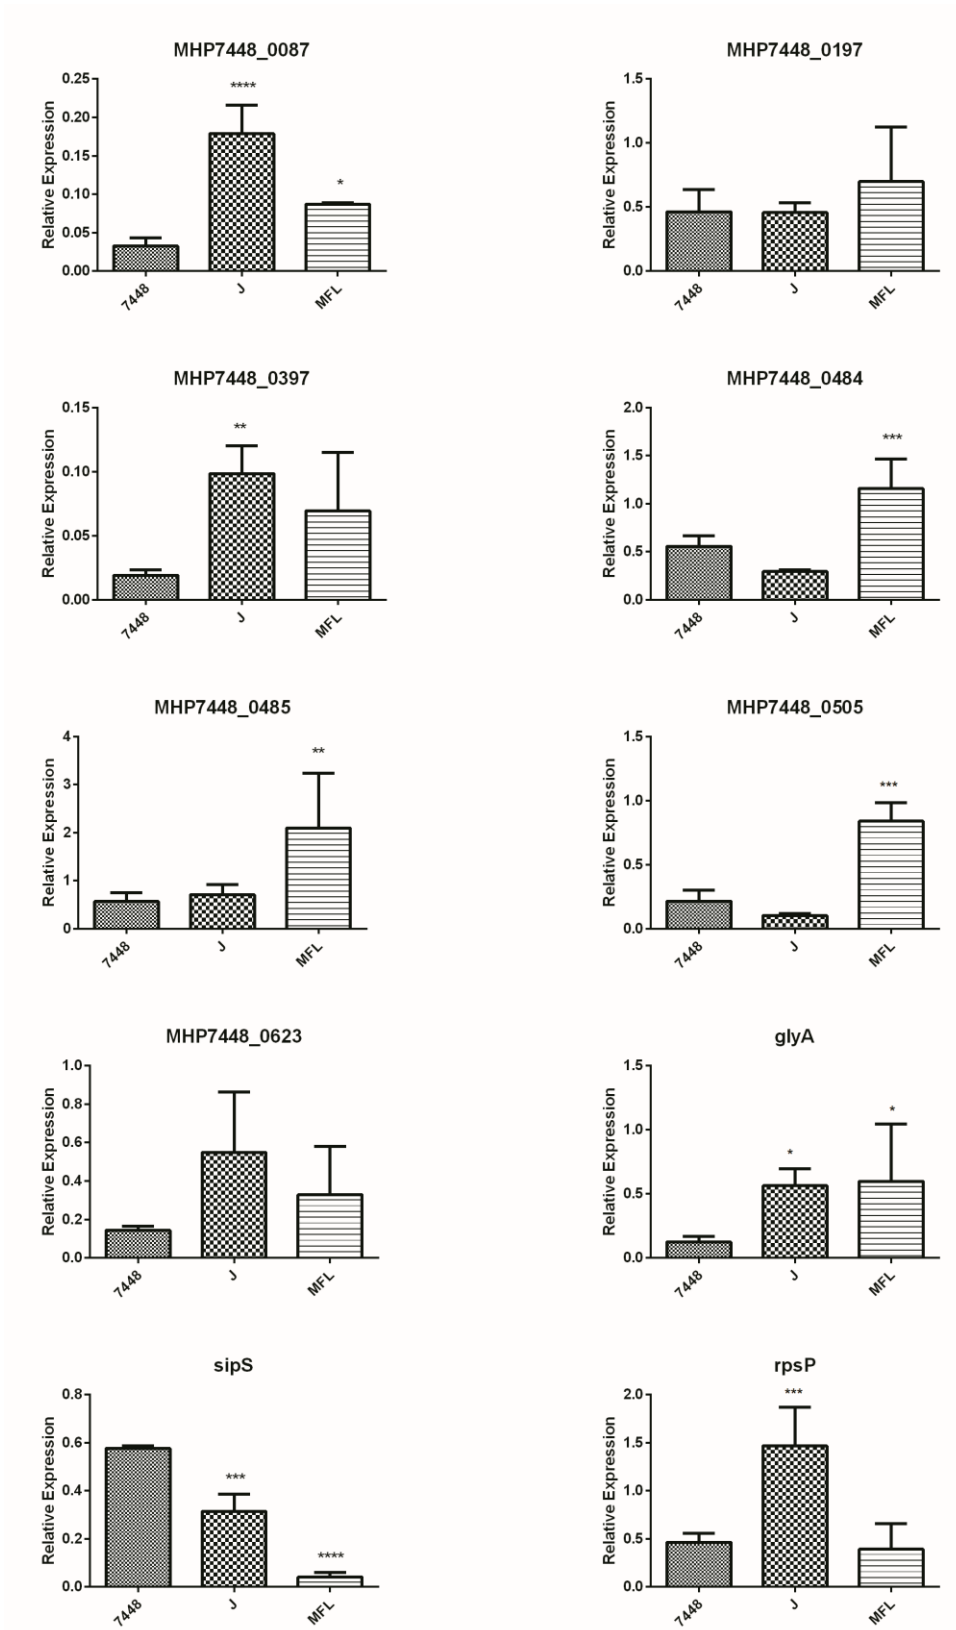 MHP7448_0087
Relative Expression
0.25
0.20
0.15
0.10
0.05
0.00
****
*
7448
J
MFL
MHP7448_0197
Relative Expression
1.5
1.0
0.5
0.0
7448
J
MFL
MHP7448_0397
Relative Expression
0.15
0.10
0.05
0.00
**
7448
J
MFL
MHP7448_0484
Relative Expression
2.0
1.5
1.0
0.5
0.0
***
7448
J
MFL
MHP7448_0485
Relative Expression
4
3
2
1
0
**
7448
J
MFL
MHP7448_0505
Relative Expression
1.5
1.0
0.5
0.0
***
7448
J
MFL
MHP7448_0623
Relative Expression
1.0
0.8
0.6
0.4
0.2
0.0
7448
J
MFL
glyA
Relative Expression
1.5
1.0
0.5
0.0
*
*
7448
J
MFL
sipS
Relative Expression
0.8
0.6
0.4
0.2
0.0
***
****
7448
J
MFL
rpsP
Relative Expression
2.0
1.5
1.0
0.5
0.0
***
7448
J
MFL